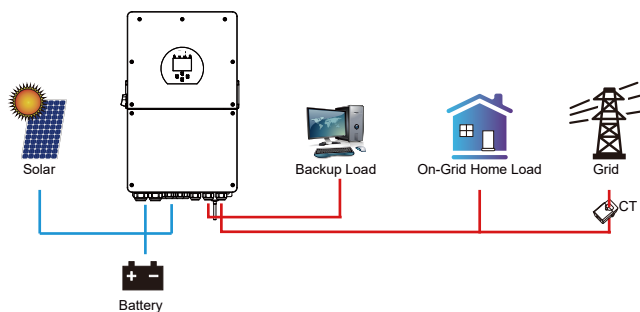 Solar
Backup Load
On-Grid Home Load
Grid
CT
+ −
Battery